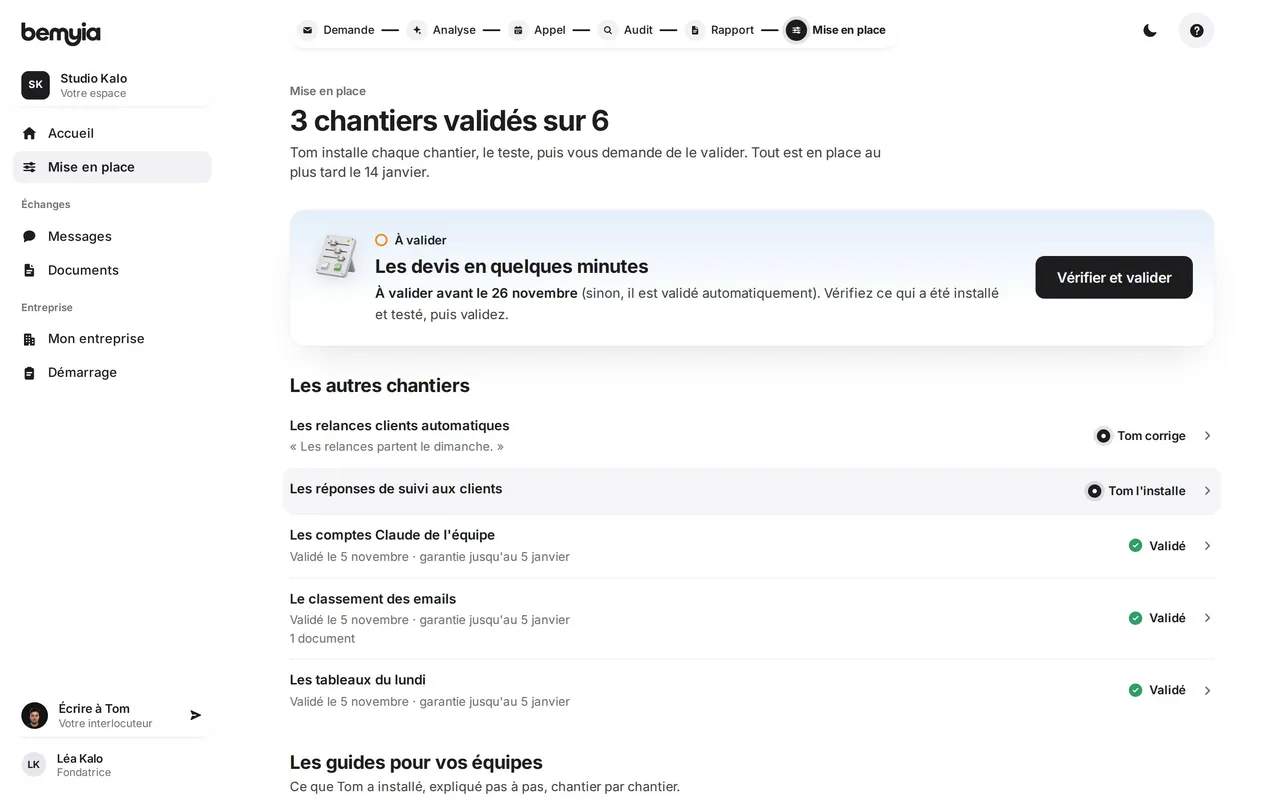 bemyia
Demande
Analyse
Appel
Audit
Rapport
Mise en place
SK
Studio Kalo
Votre espace
Accueil
Mise en place
Échanges
Messages
Documents
Entreprise
Mon entreprise
Démarrage
Écrire à Tom
Votre interlocuteur
LK
Léa Kalo
Fondatrice
Mise en place
3 chantiers validés sur 6
Tom installe chaque chantier, le teste, puis vous demande de le valider. Tout est en place au
plus tard le 14 janvier.
À valider
Les devis en quelques minutes
À valider avant le 26 novembre (sinon, il est validé automatiquement). Vérifiez ce qui a été installé
et testé, puis validez.
Vérifier et valider
Les autres chantiers
Les relances clients automatiques
« Les relances partent le dimanche. »
Tom corrige
Les réponses de suivi aux clients
Tom l'installe
Les comptes Claude de l'équipe
Validé le 5 novembre · garantie jusqu'au 5 janvier
Validé
Le classement des emails
Validé le 5 novembre · garantie jusqu'au 5 janvier
1 document
Validé
Les tableaux du lundi
Validé le 5 novembre · garantie jusqu'au 5 janvier
Validé
Les guides pour vos équipes
Ce que Tom a installé, expliqué pas à pas, chantier par chantier.